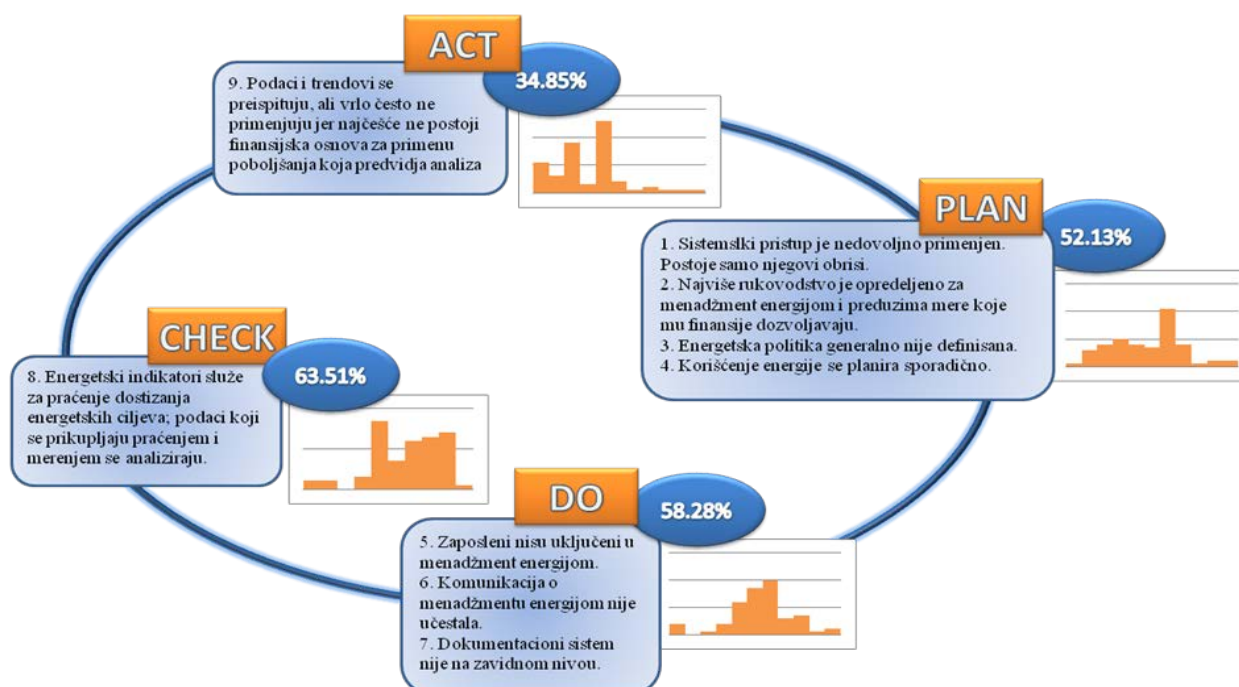 ACT
34.85%
9. Podaci i trendovi se
preispituju, ali vrlo često ne
primenjuju jer najčešće ne postoji
finansijska osnova za primenu
poboljšanja koja predvidja analiza
PLAN
52.13%
1. Sistemslki pristup je nedovoljno primenjen.
Postoje samo njegovi obrisi.
2. Najviše rukovodstvo je opredeljeno za
menadžment energijom i preduzima mere koje
mu finansije dozvoljavaju.
3. Energetska politika generalno nije definisana.
4. Korišćenje energije se planira sporadično.
CHECK
63.51%
8. Energetski indikatori služe
za praćenje dostizanja
energetskih ciljeva; podaci koji
se prikupljaju praćenjem i
merenjem se analiziraju.
DO
58.28%
5. Zaposleni nisu uključeni u
menadžment energijom.
6. Komunikacija o
menadžmentu energijom nije
učestala.
7. Dokumentacioni sistem
nije na zavidnom nivou.